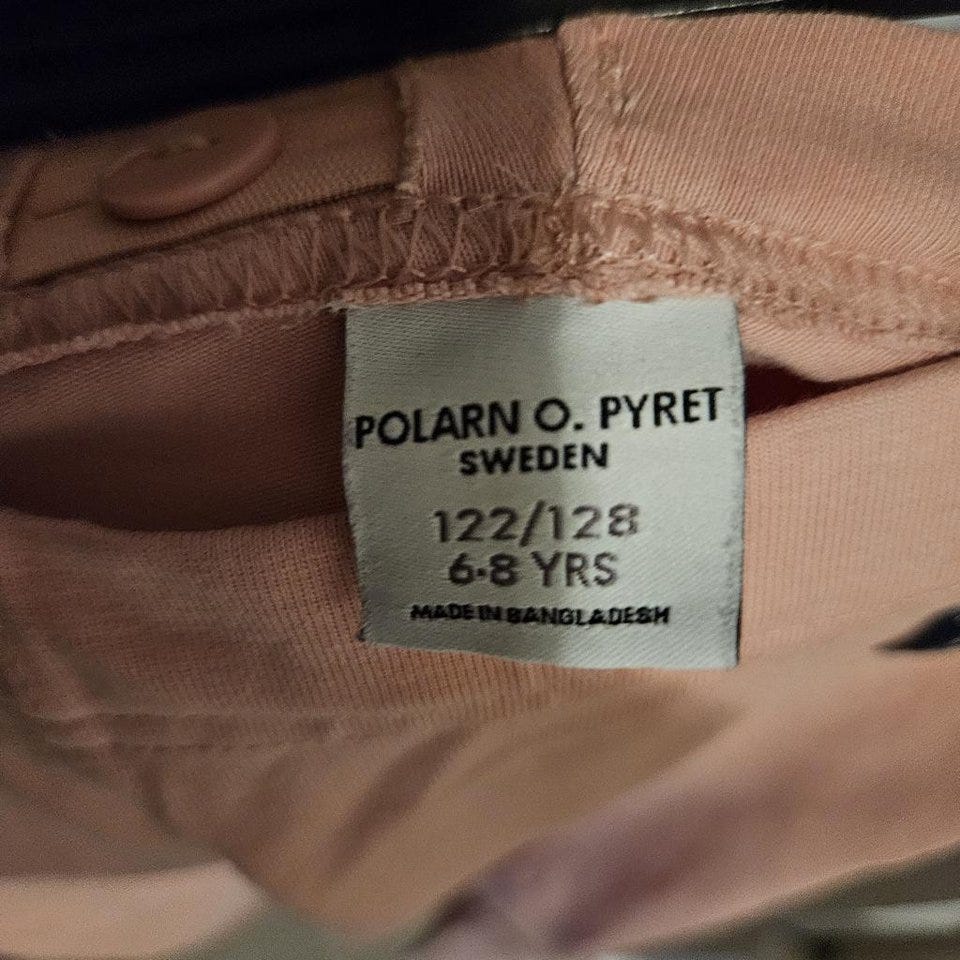 POLARN O. PYRET
SWEDEN
122/128
6-8 YRS
MADE IN BANGLADESH